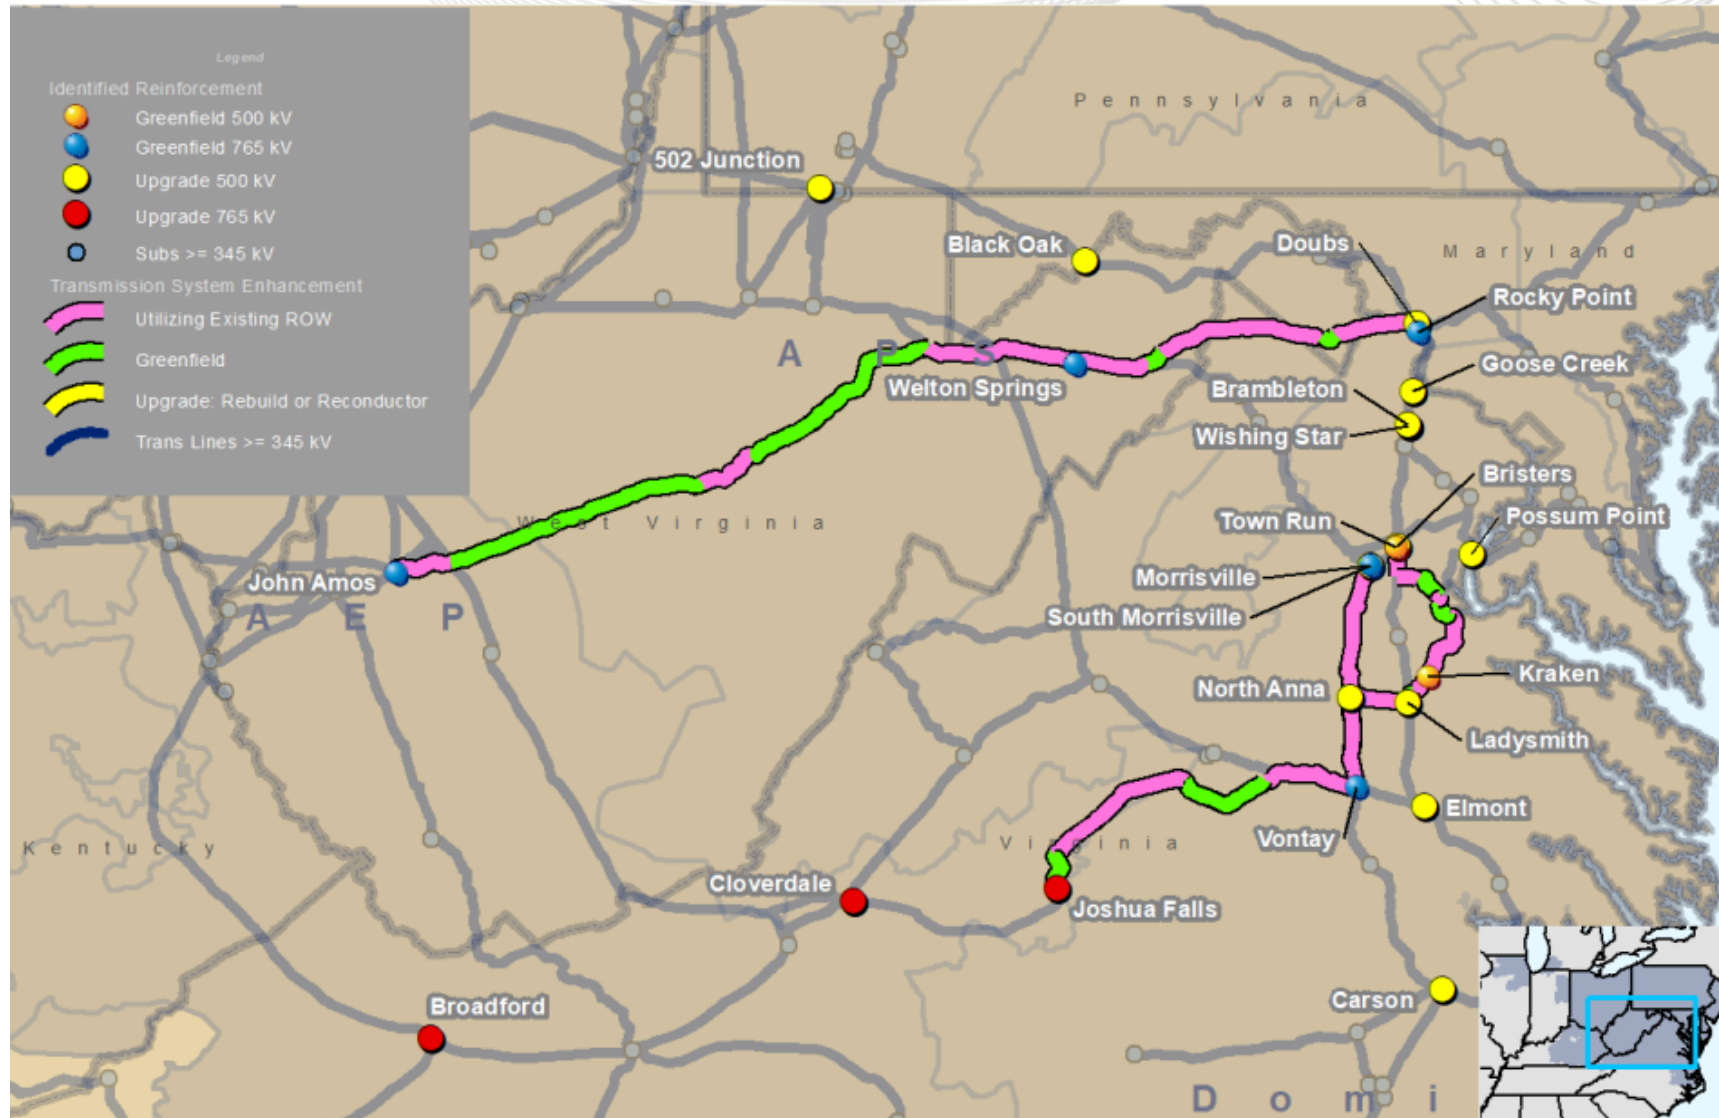 Legend
Identified Reinforcement
Greenfield 500 kV
Greenfield 765 kV
Upgrade 500 kV
Upgrade 765 kV
Subs >= 345 kV
Transmission System Enhancement
Utilizing Existing ROW
Greenfield
Upgrade: Rebuild or Reconductor
Trans Lines >= 345 kV
Pennsylvania
502 Junction
Black Oak
Doubs
Maryland
Rocky Point
APS
Welton Springs
Goose Creek
Brambleton
Wishing Star
Bristers
West Virginia
Town Run
Possum Point
John Amos
Morrisville
AEP
South Morrisville
North Anna
Kraken
Ladysmith
Elmont
Kentucky
Virginia
Vontay
Cloverdale
Joshua Falls
Broadford
Carson
Domi